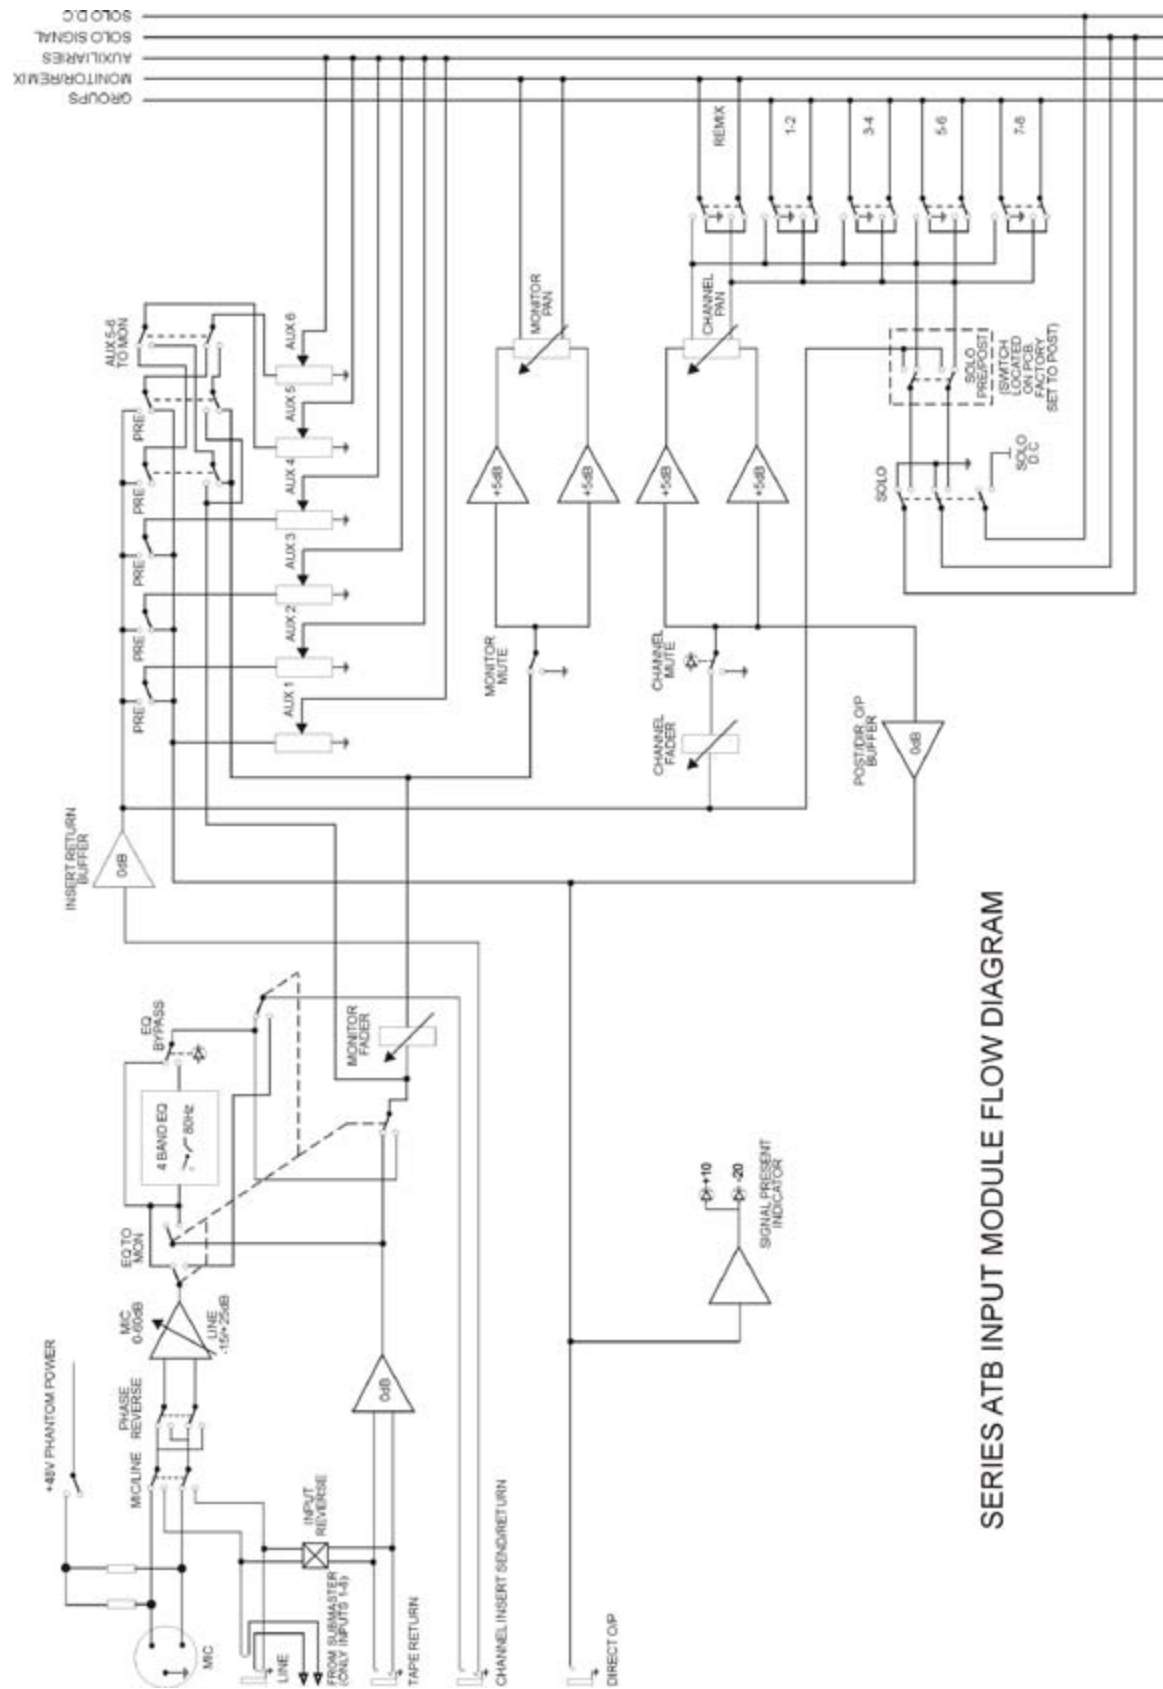 SOLO D.C
SOLO SIGNAL
AUXILIARIES
MONITOR/REMIX
GROUPS
+48V PHANTOM POWER
MIC
MIC/LINE
PHASE
REVERSE
MIC
0-60dB
LINE
-15/+25dB
EQ TO
MON
4 BAND EQ
80Hz
EQ
BYPASS
LINE
FROM SUBMASTER
(ONLY INPUTS 1-8)
INPUT
REVERSE
TAPE RETURN
0dB
MONITOR
FADER
CHANNEL INSERT SEND/RETURN
DIRECT O/P
SIGNAL PRESENT
INDICATOR
+10
-20
INSERT RETURN
BUFFER
0dB
PRE
PRE
PRE
PRE
PRE
AUX 5-6
TO MON
AUX 1
AUX 2
AUX 3
AUX 4
AUX 5
AUX 6
MONITOR
MUTE
+5dB
+5dB
MONITOR
PAN
CHANNEL
FADER
CHANNEL
MUTE
+5dB
+5dB
CHANNEL
PAN
POST/DIR. O/P
BUFFER
0dB
SOLO
SOLO
D.C
SOLO
PRE/POST
(SWITCH
LOCATED
ON PCB.
FACTORY
SET TO POST)
REMIX
1-2
3-4
5-6
7-8
SERIES ATB INPUT MODULE FLOW DIAGRAM